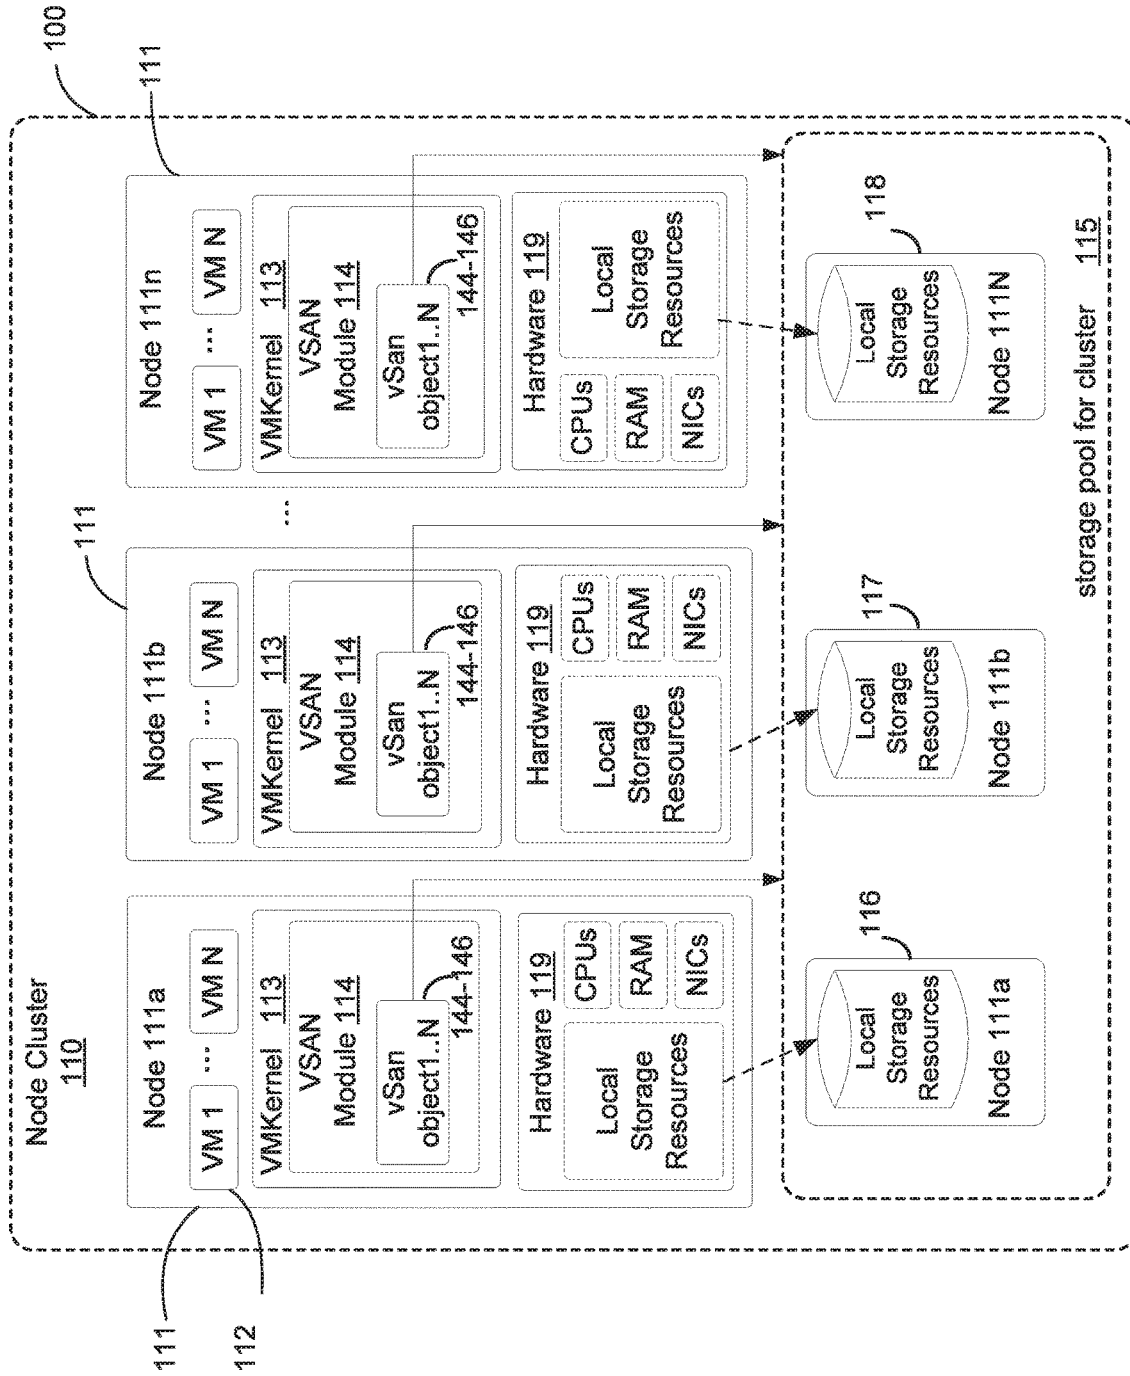 100
Node Cluster
110
111
112
Node 111a
VM 1
...
VM N
VMKernel 113
VSAN
Module 114
vSan
object1..N
144-146
Hardware 119
Local
Storage
Resources
CPUs
RAM
NICs
111
Node 111b
VM 1
...
VM N
VMKernel 113
VSAN
Module 114
vSan
object1..N
144-146
Hardware 119
Local
Storage
Resources
CPUs
RAM
NICs
...
111
Node 111n
VM 1
...
VM N
VMKernel 113
VSAN
Module 114
vSan
object1..N
144-146
Hardware 119
CPUs
RAM
NICs
Local
Storage
Resources
116
Local
Storage
Resources
Node 111a
117
Local
Storage
Resources
Node 111b
118
Local
Storage
Resources
Node 111N
storage pool for cluster 115